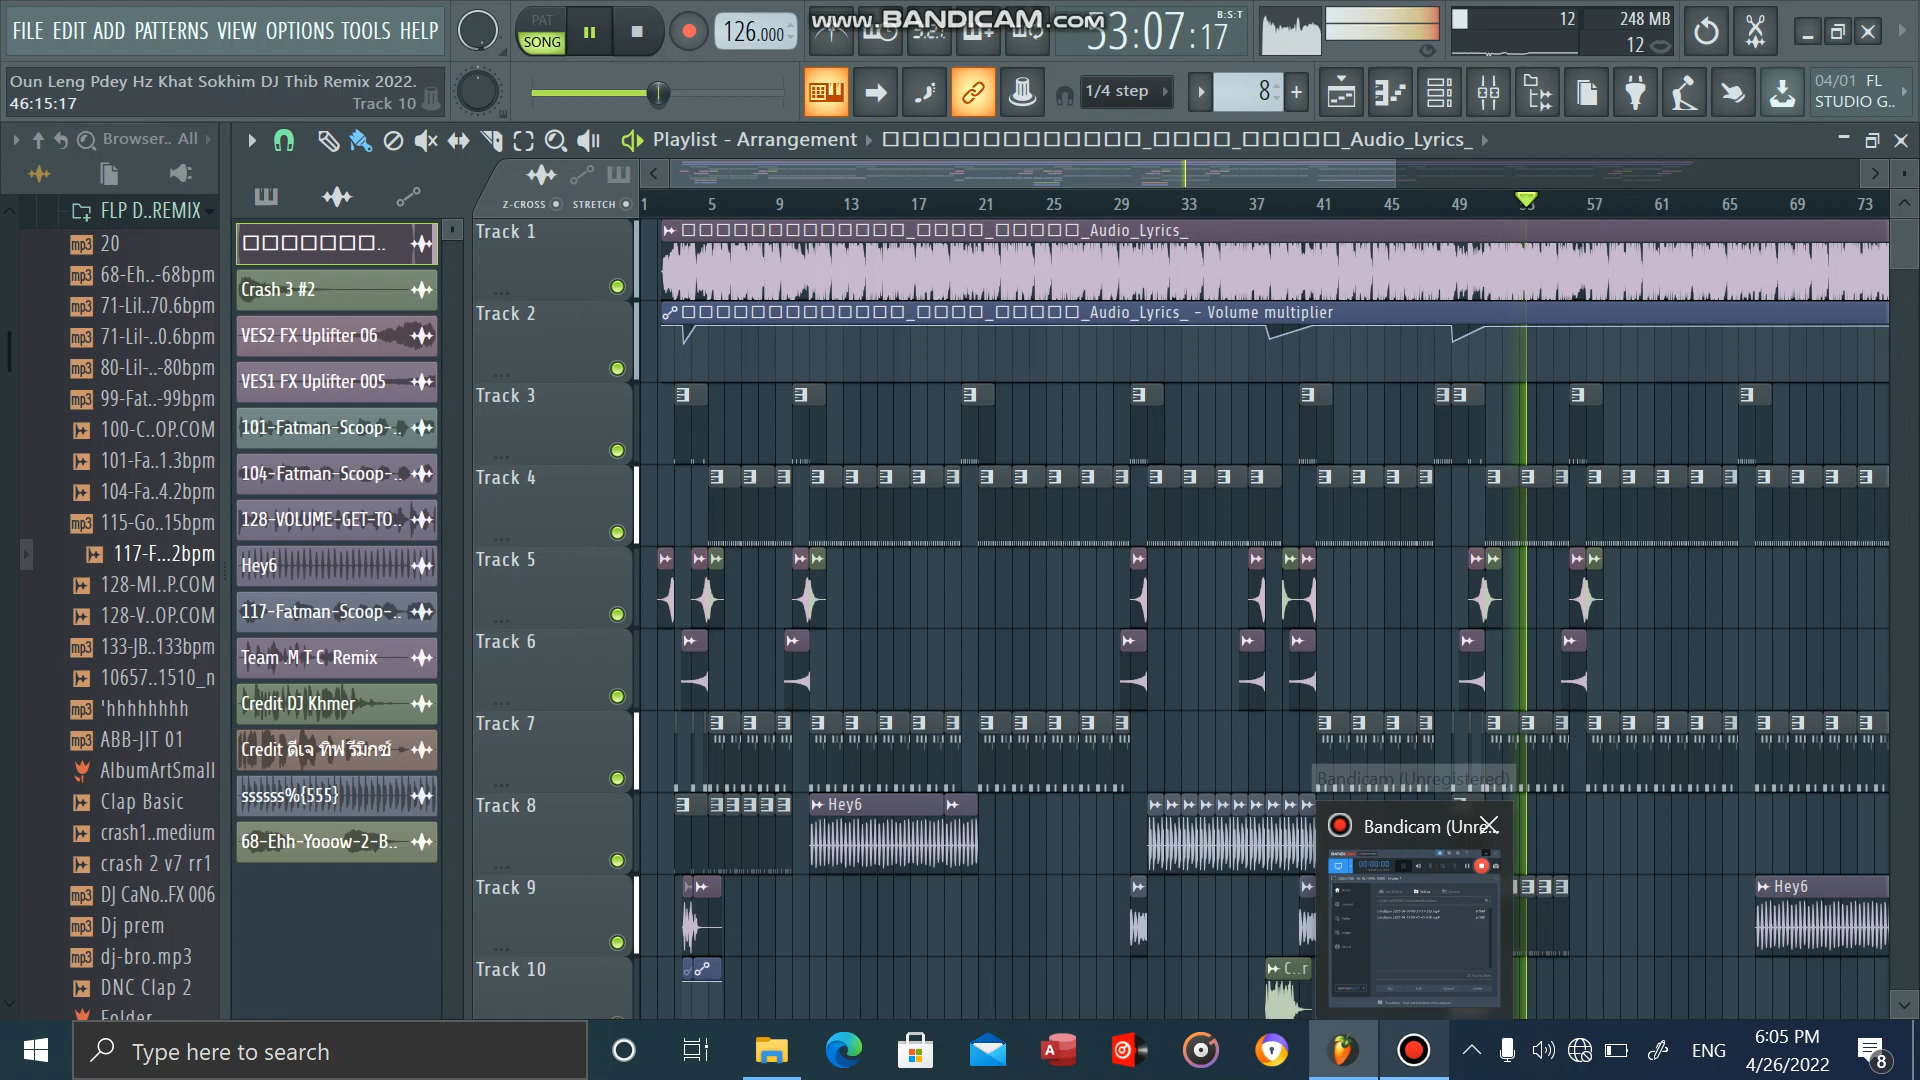 FILE EDIT ADD PATTERNS VIEW OPTIONS TOOLS HELP
PAT
SONG
126.000
www.BANDICAM.com
53:07:17
B:S:T
12
248 MB
12
Oun Leng Pdey Hz Khat Sokhim DJ Thib Remix 2022.
46:15:17
Track 10
1/4 step
8
04/01 FL
STUDIO G..
Browser.. All
Playlist - Arrangement
_Audio_Lyrics_
Z-CROSS
STRETCH
1 5 9 13 17 21 25 29 33 37 41 45 49 53 57 61 65 69 73
FLP D..REMIX
20
68-Eh..-68bpm
71-Lil..70.6bpm
71-Lil-..0.6bpm
80-Lil-..-80bpm
99-Fat..-99bpm
100-C..OP.COM
101-Fa..1.3bpm
104-Fa..4.2bpm
115-Go..15bpm
117-F...2bpm
128-MI..P.COM
128-V..OP.COM
133-JB..133bpm
10657..1510_n
'hhhhhhhh
ABB-JIT 01
AlbumArtSmall
Clap Basic
crash1..medium
crash 2 v7 rr1
DJ CaNo..FX 006
Dj prem
dj-bro.mp3
DNC Clap 2
Folder
Crash 3 #2
VES2 FX Uplifter 06
VES1 FX Uplifter 005
101-Fatman-Scoop-..
104-Fatman-Scoop-..
128-VOLUME-GET-TO..
Hey6
117-Fatman-Scoop-..
Team .M T C Remix
Credit DJ Khmer
Credit ดีเจ ทิฟ รีมิกซ์
ssssss%{555}
68-Ehh-Yooow-2-B..
Track 1
_Audio_Lyrics_
Track 2
_Audio_Lyrics_ - Volume multiplier
Track 3
Track 4
Track 5
Track 6
Track 7
Track 8
Hey6
Track 9
Hey6
Track 10
C..r
Bandicam (Unregistered)
Bandicam (Unre...
Type here to search
ENG
6:05 PM
4/26/2022
8